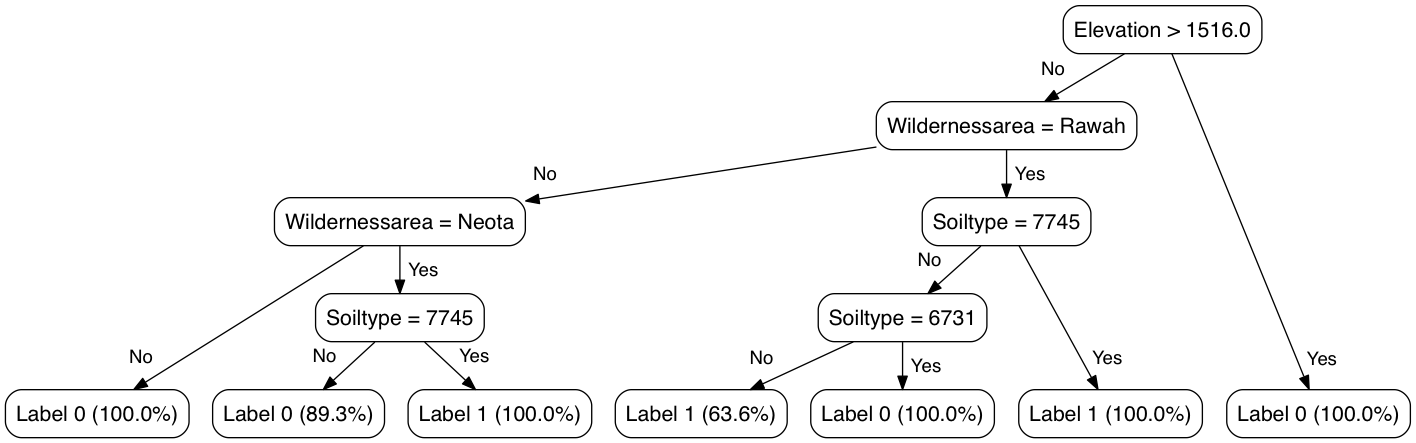 Elevation > 1516.0
No
Wildernessarea = Rawah
No
Yes
Wildernessarea = Neota
Soiltype = 7745
Yes
No
Soiltype = 7745
Soiltype = 6731
No
No
Yes
No
Yes
Yes
Yes
Label 0 (100.0%)
Label 0 (89.3%)
Label 1 (100.0%)
Label 1 (63.6%)
Label 0 (100.0%)
Label 1 (100.0%)
Label 0 (100.0%)